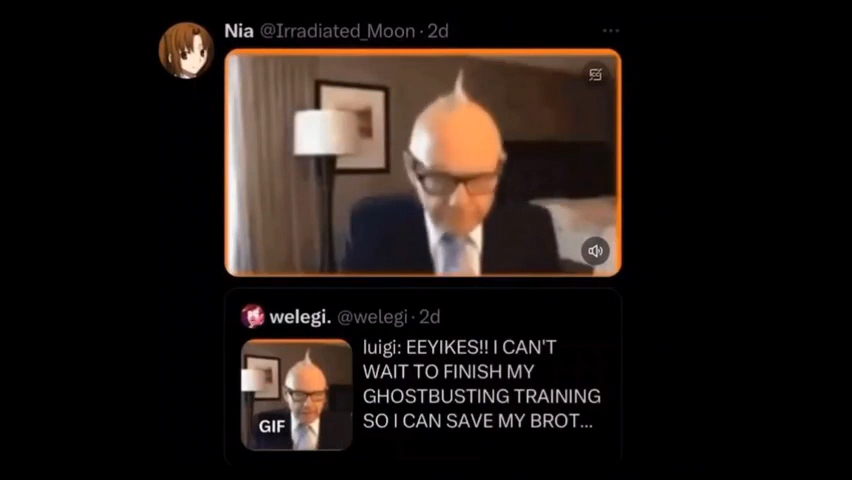 Nia @Irradiated_Moon · 2d
welegi. @welegi · 2d
luigi: EEYIKES!! I CAN'T
WAIT TO FINISH MY
GHOSTBUSTING TRAINING
SO I CAN SAVE MY BROT...
GIF